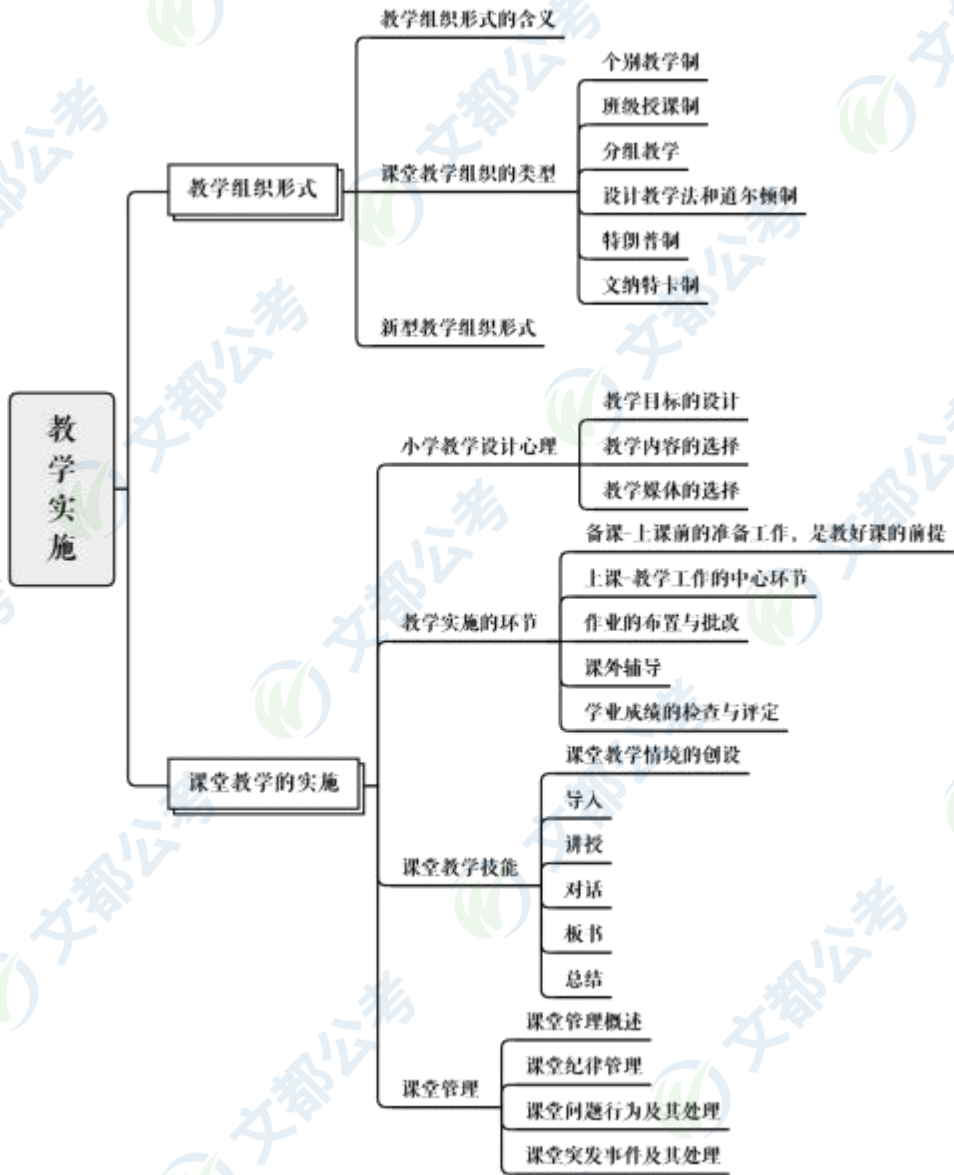 教学实施
教学组织形式
教学组织形式的含义
课堂教学组织的类型
个别教学制
班级授课制
分组教学
设计教学法和道尔顿制
特朗普制
文纳特卡制
新型教学组织形式
课堂教学的实施
小学教学设计心理
教学目标的设计
教学内容的选择
教学媒体的选择
教学实施的环节
备课-上课前的准备工作，是教好课的前提
上课-教学工作的中心环节
作业的布置与批改
课外辅导
学业成绩的检查与评定
课堂教学技能
课堂教学情境的创设
导入
讲授
对话
板书
总结
课堂管理
课堂管理概述
课堂纪律管理
课堂问题行为及其处理
课堂突发事件及其处理
文都公考